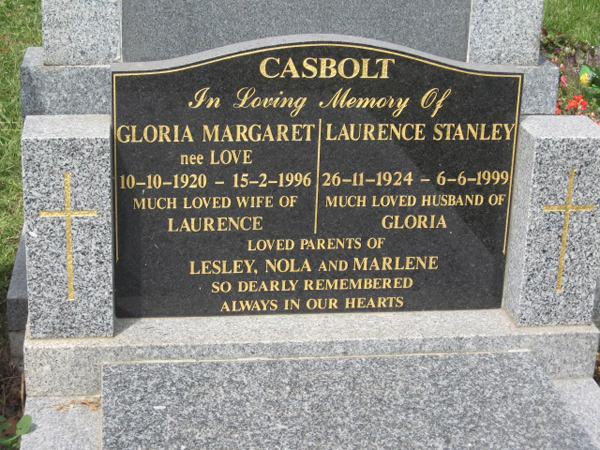 CASBOLT
In Loving Memory Of
GLORIA MARGARET
nee LOVE
10-10-1920 - 15-2-1996
MUCH LOVED WIFE OF
LAURENCE
LAURENCE STANLEY
26-11-1924 - 6-6-1999
MUCH LOVED HUSBAND OF
GLORIA
LOVED PARENTS OF
LESLEY, NOLA AND MARLENE
SO DEARLY REMEMBERED
ALWAYS IN OUR HEARTS